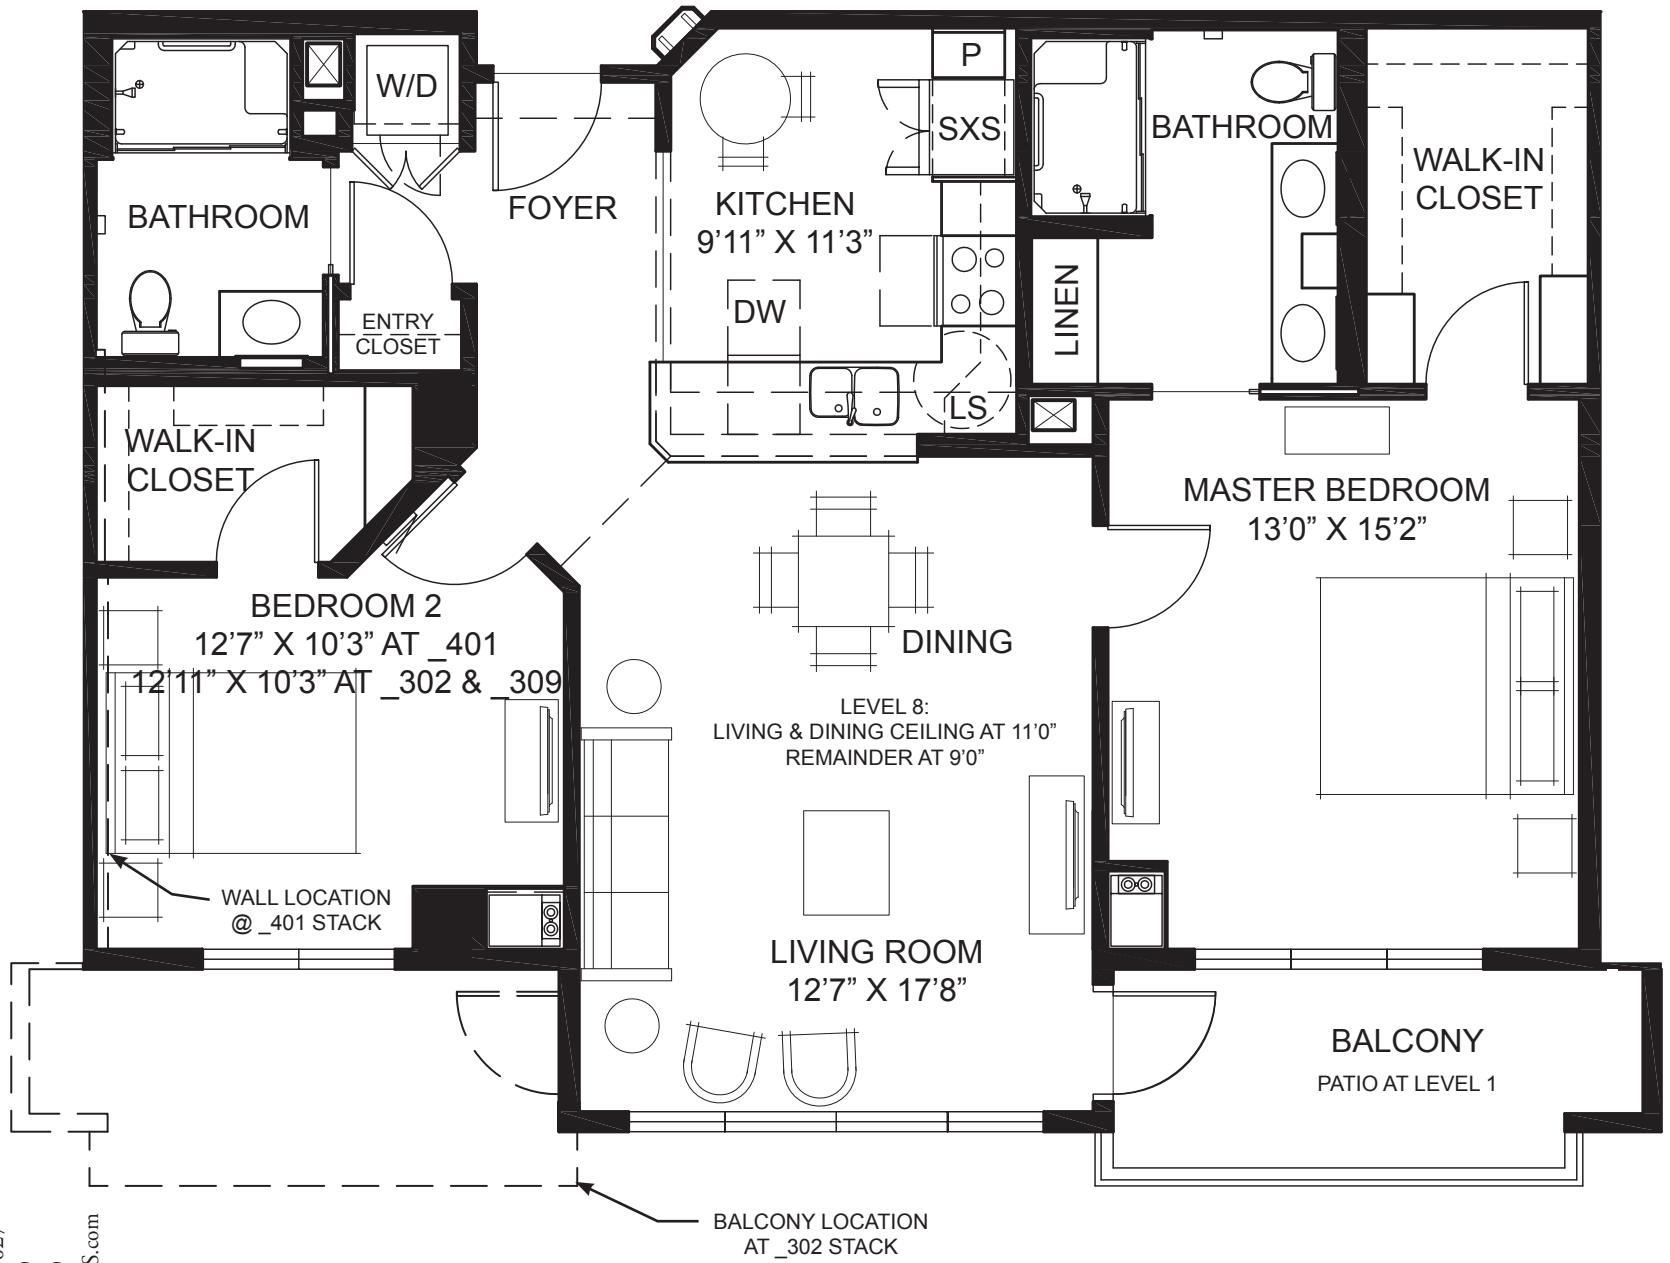 W/D
P
SXS
BATHROOM
WALK-IN
CLOSET
BATHROOM
FOYER
KITCHEN
9’11” X 11’3”
DW
LINEN
ENTRY
CLOSET
LS
WALK-IN
CLOSET
MASTER BEDROOM
13’0” X 15’2”
BEDROOM 2
12’7” X 10’3” AT _401
12’11” X 10’3” AT _302 & _309
DINING
LEVEL 8:
LIVING & DINING CEILING AT 11’0”
REMAINDER AT 9’0”
WALL LOCATION
@ _401 STACK
LIVING ROOM
12’7” X 17’8”
BALCONY
PATIO AT LEVEL 1
BALCONY LOCATION
AT _302 STACK
S.com